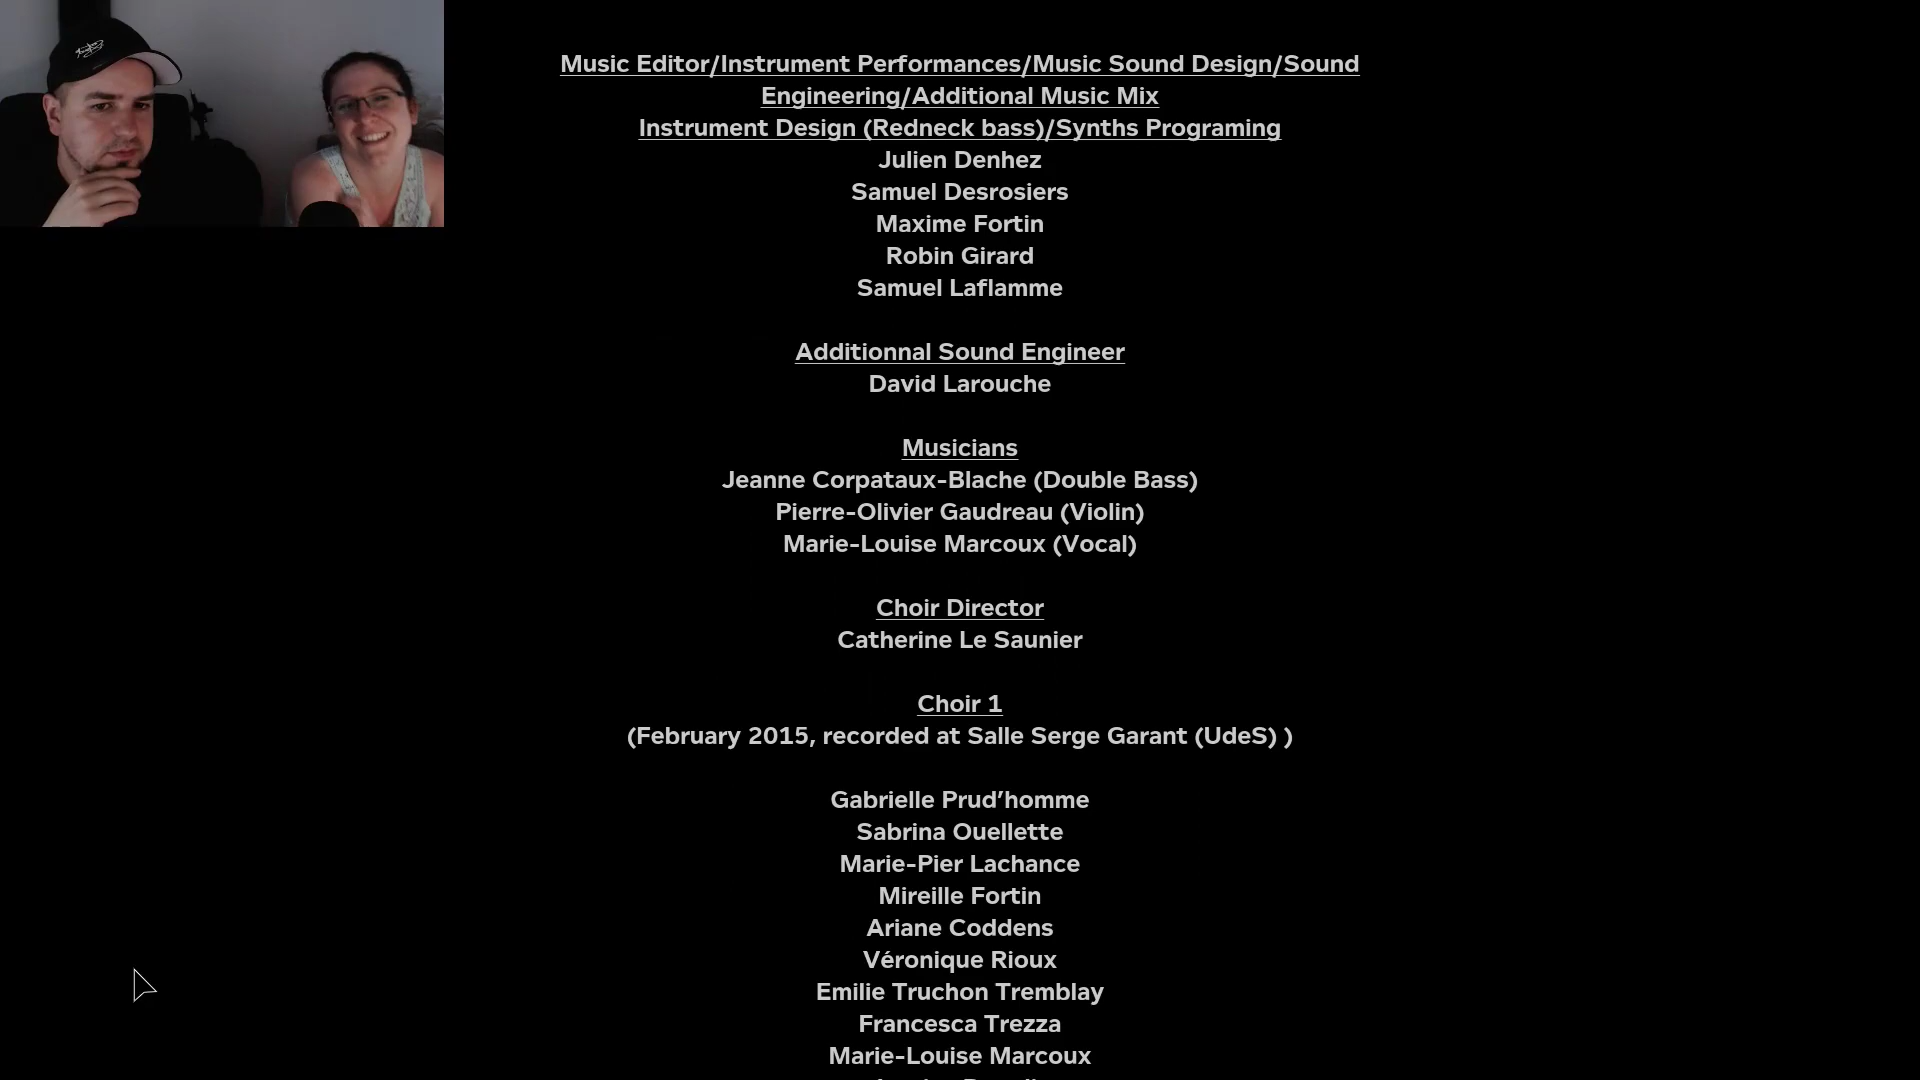 Music Editor/Instrument Performances/Music Sound Design/Sound
Engineering/Additional Music Mix
Instrument Design (Redneck bass)/Synths Programing
Julien Denhez
Samuel Desrosiers
Maxime Fortin
Robin Girard
Samuel Laflamme
Additionnal Sound Engineer
David Larouche
Musicians
Jeanne Corpataux-Blache (Double Bass)
Pierre-Olivier Gaudreau (Violin)
Marie-Louise Marcoux (Vocal)
Choir Director
Catherine Le Saunier
Choir 1
(February 2015, recorded at Salle Serge Garant (UdeS) )
Gabrielle Prud’homme
Sabrina Ouellette
Marie-Pier Lachance
Mireille Fortin
Ariane Coddens
Véronique Rioux
Emilie Truchon Tremblay
Francesca Trezza
Marie-Louise Marcoux